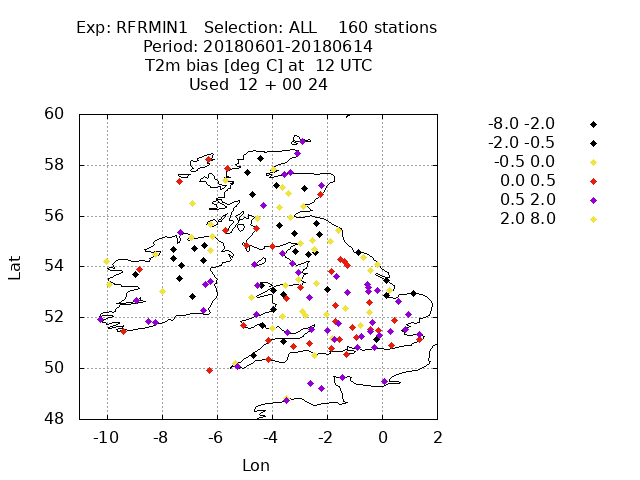 Exp: RFRMIN1 Selection: ALL 160 stations
Period: 20180601-20180614
T2m bias [deg C] at 12 UTC
Used 12 + 00 24
60
58
56
54
52
50
48
Lat
-10 -8 -6 -4 -2 0 2
Lon
-8.0 -2.0
-2.0 -0.5
-0.5 0.0
0.0 0.5
0.5 2.0
2.0 8.0